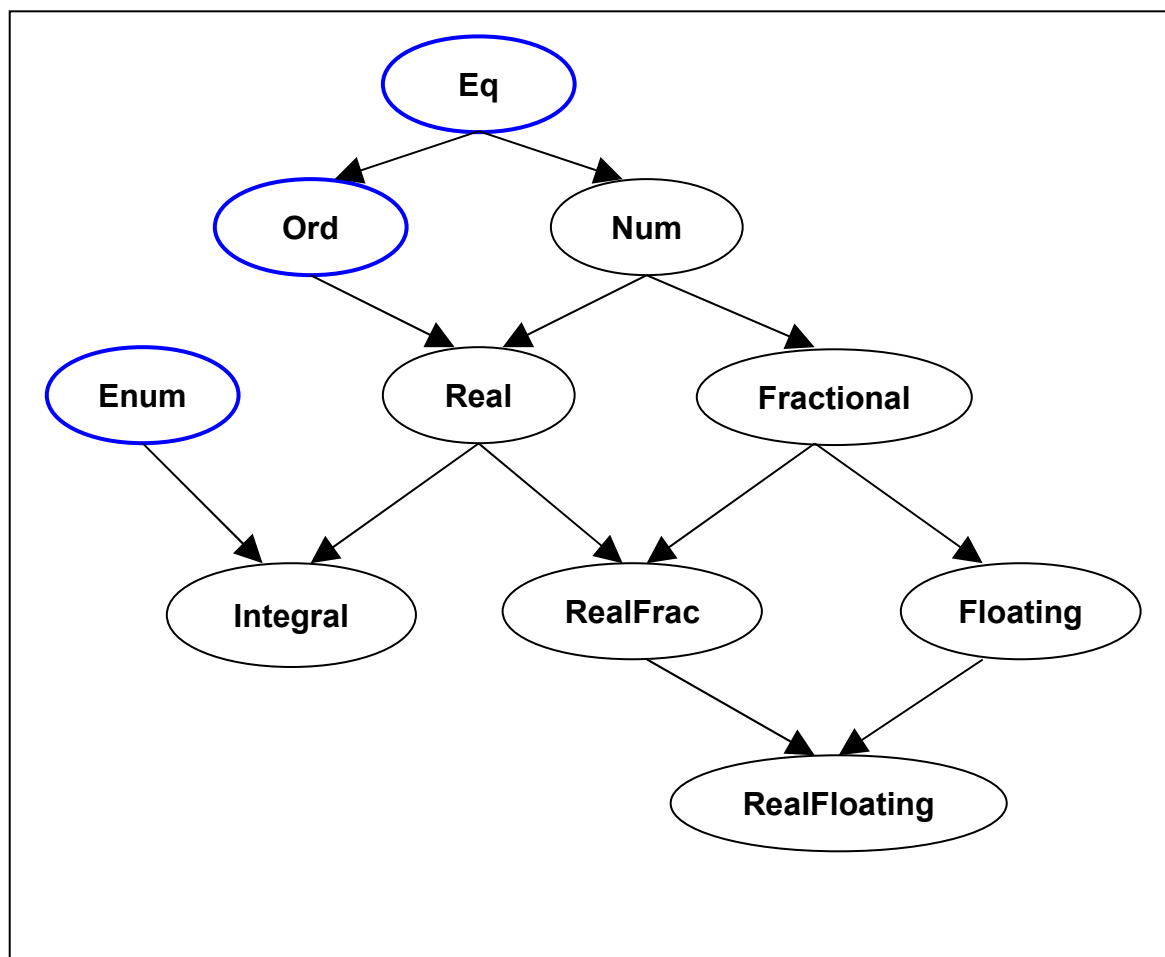 Eq
Ord
Num
Enum
Real
Fractional
Integral
RealFrac
Floating
RealFloating